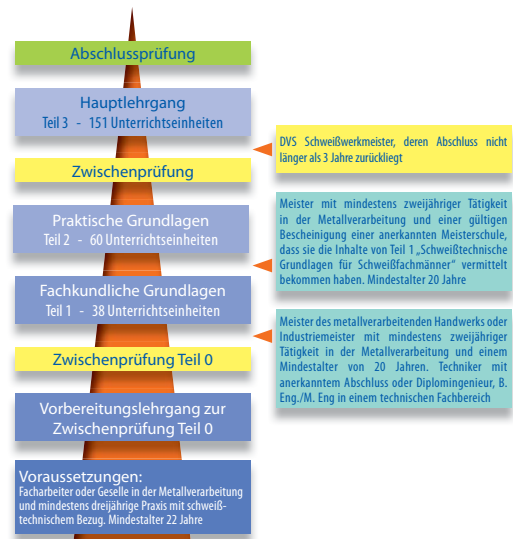 Abschlussprüfung
Hauptlehrgang
Teil 3 - 151 Unterrichtseinheiten
DVS Schweißwerkmeister, deren Abschluss nicht
länger als 3 Jahre zurückliegt
Zwischenprüfung
Praktische Grundlagen
Teil 2 - 60 Unterrichtseinheiten
Meister mit mindestens zweijähriger Tätigkeit
in der Metallverarbeitung und einer gültigen
Bescheinigung einer anerkannten Meisterschule,
dass sie die Inhalte von Teil 1 „Schweißtechnische
Grundlagen für Schweißfachmänner“ vermittelt
bekommen haben. Mindestalter 20 Jahre
Fachkundliche Grundlagen
Teil 1 - 38 Unterrichtseinheiten
Meister des metallverarbeitenden Handwerks oder
Industriemeister mit mindestens zweijähriger
Tätigkeit in der Metallverarbeitung und einem
Mindestalter von 20 Jahren. Techniker mit
anerkanntem Abschluss oder Diplomingenieur, B.
Eng./M. Eng in einem technischen Fachbereich
Zwischenprüfung Teil 0
Vorbereitungslehrgang zur
Zwischenprüfung Teil 0
Voraussetzungen:
Facharbeiter oder Geselle in der Metallverarbeitung
und mindestens dreijährige Praxis mit schweiß-
technischem Bezug. Mindestalter 22 Jahre